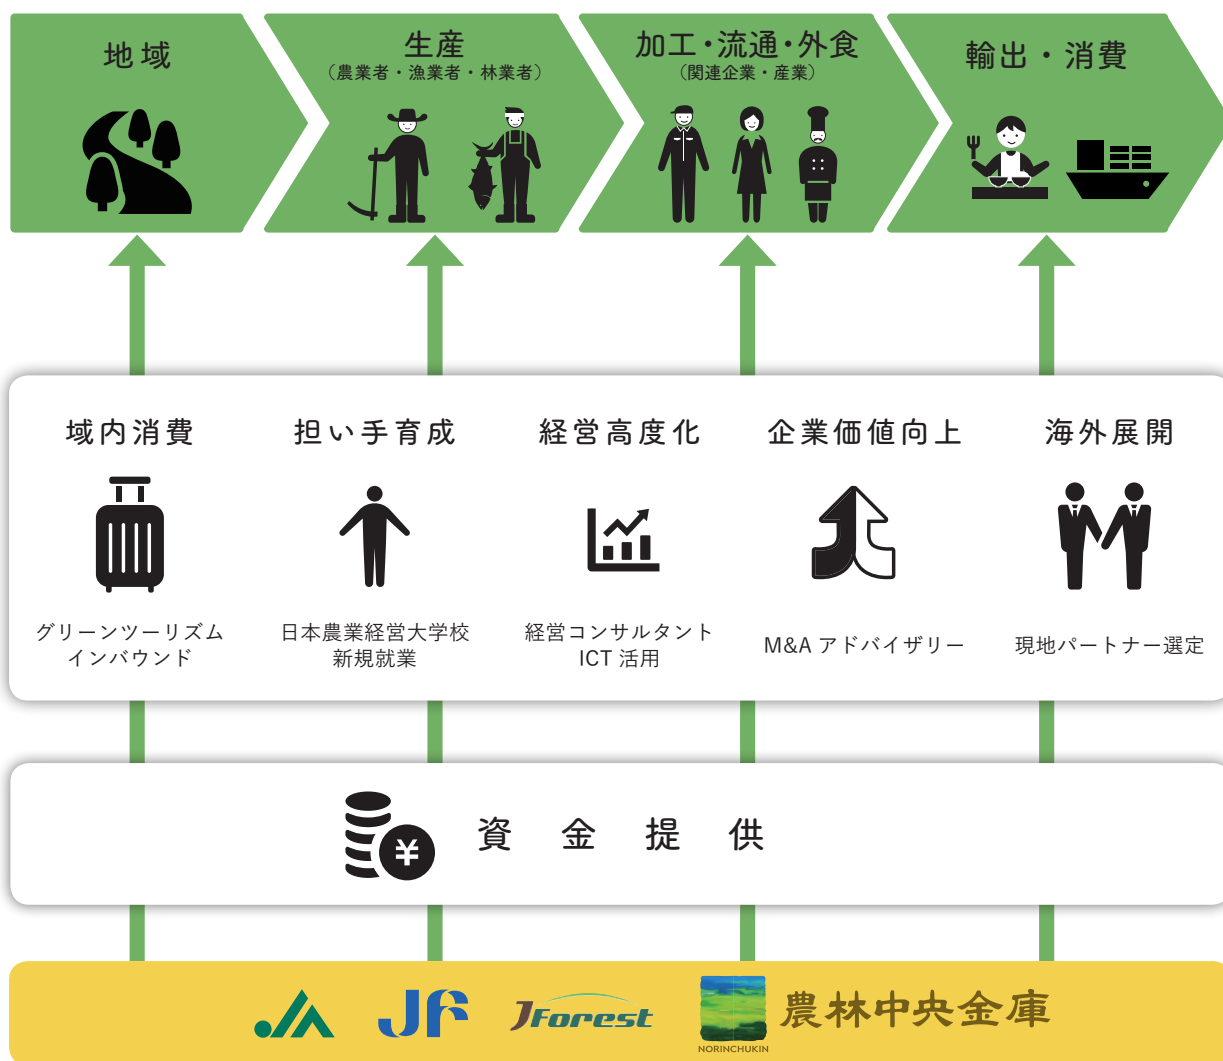 地域
生産
（農業者・漁業者・林業者）
加工・流通・外食
（関連企業・産業）
輸出・消費
域内消費
担い手育成
経営高度化
企業価値向上
海外展開
グリーンツーリズム
インバウンド
日本農業経営大学校
新規就業
経営コンサルタント
ICT 活用
M&A アドバイザリー
現地パートナー選定
¥
資金提供
JA
JF
JForest
NORINCHUKIN
農林中央金庫